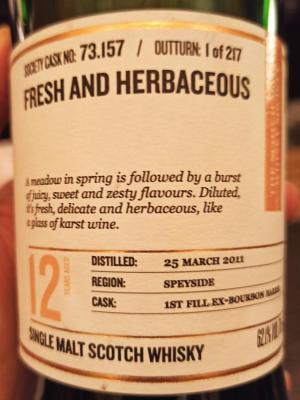 SOCIETY CASK NO: 73.157 / OUTTURN: 1 of 217
FRESH AND HERBACEOUS
A meadow in spring is followed by a burst
of juicy, sweet and zesty flavours. Diluted,
it's fresh, delicate and herbaceous, like
a glass of karst wine.
12 YEARS AGED
DISTILLED: 25 MARCH 2011
REGION: SPEYSIDE
CASK: 1ST FILL EX-BOURBON BARREL
SINGLE MALT SCOTCH WHISKY